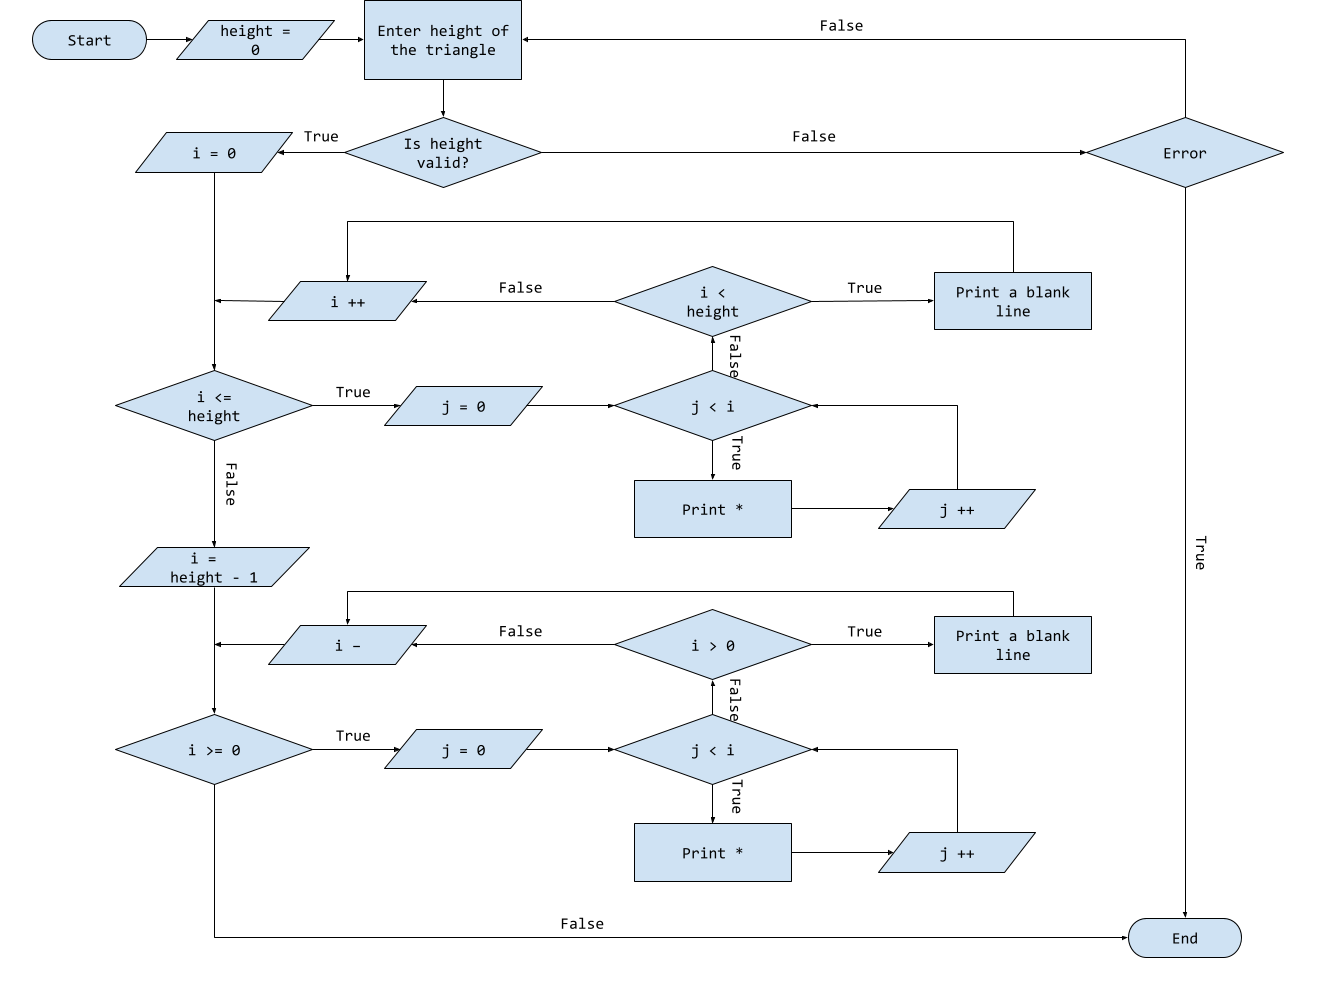 Start
height =
0
Enter height of
the triangle
False
i = 0
True
Is height
valid?
False
Error
i ++
False
i <
height
True
Print a blank
line
False
i <=
height
True
j = 0
j < i
True
False
Print *
j ++
True
i =
height - 1
i –
False
i > 0
True
Print a blank
line
False
i >= 0
True
j = 0
j < i
True
Print *
j ++
False
End